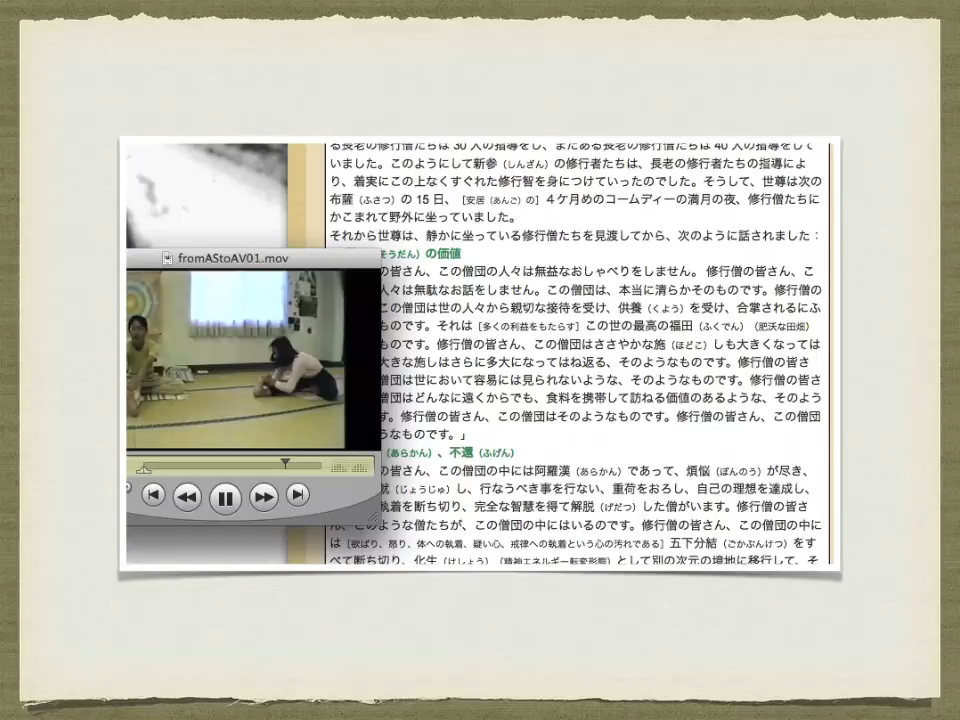 る長老の修行僧たちは 30 人の指導をし、またある長老の修行僧たちは 40 人の指導をして
いました。このようにして新参（しんざん）の修行者たちは、長老の修行者たちの指導によ
り、着実にこの上なくすぐれた修行智を身につけていったのでした。そうして、世尊は次の
布薩（ふさつ）の 15 日、［安居（あんご）の］４ケ月めのコームディーの満月の夜、修行僧たちに
かこまれて野外に坐っていました。
それから世尊は、静かに坐っている修行僧たちを見渡してから、次のように話されました：
fromAStoAV01.mov
そうだん）の価値
の皆さん、この僧団の人々は無益なおしゃべりをしません。 修行僧の皆さん、こ
人々は無駄なお話をしません。この僧団は、本当に清らかそのものです。修行僧の
この僧団は世の人々から親切な接待を受け、供養（くよう）を受け、合掌されるにふ
ものです。それは［多くの利益をもたらす］この世の最高の福田（ふくでん）（肥沃な田畑）
ものです。修行僧の皆さん、この僧団はささやかな施（ほどこ）しも大きくなっては
大きな施しはさらに多大になってはね返る、そのようなものです。修行僧の皆さ
僧団は世において容易には見られないような、そのようなものです。修行僧の皆さ
僧団はどんなに遠くからでも、食料を携帯して訪ねる価値のあるような、そのよう
す。修行僧の皆さん、この僧団はそのようなものです。修行僧の皆さん、この僧団
うなものです。」
（あらかん）、不還（ふげん）
の皆さん、この僧団の中には阿羅漢（あらかん）であって、煩悩（ぼんのう）が尽き、
就（じょうじゅ）し、行なうべき事を行ない、重荷をおろし、自己の理想を達成し、
執着を断ち切り、完全な智慧を得て解脱（げだつ）した僧がいます。修行僧の皆さ
ん、このような僧たちが、この僧団の中にはいるのです。修行僧の皆さん、この僧団の中に
は［欲ばり、怒り、体への執着、疑い心、戒律への執着という心の汚れである］五下分結（ごかぶんけつ）をす
べて断ち切り、化生（けしょう）（精神エネルギー転変形態）として別の次元の境地に移行して、そ